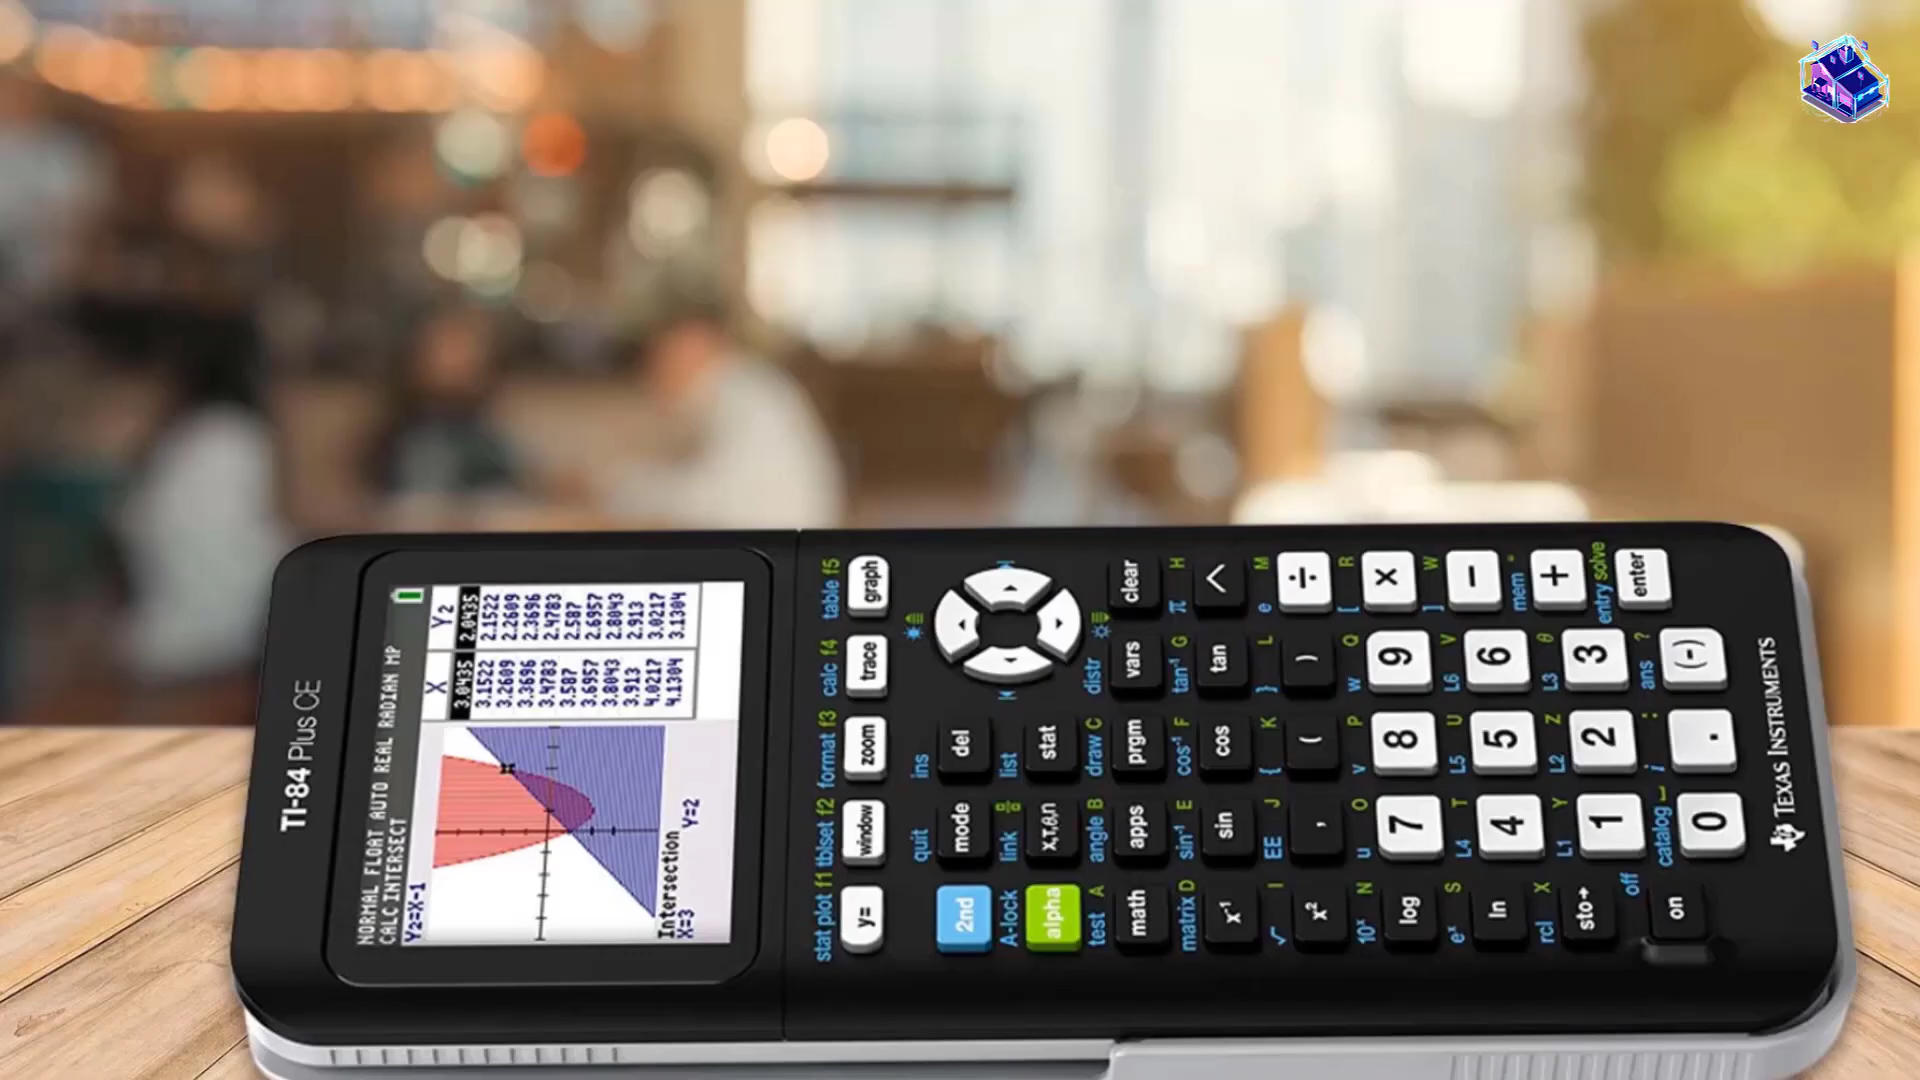 TI-84 Plus CE
NORMAL FLOAT AUTO REAL RADIAN MP
CALC INTERSECT
Y2=X-1
X Y2
3.0435 2.0435
3.1522 2.1522
3.2609 2.2609
3.3696 2.3696
3.4783 2.4783
3.587 2.587
3.6957 2.6957
3.8043 2.8043
3.913 2.913
4.0217 3.0217
4.1304 3.1304
Intersection
X=3 Y=2
stat plot f1 tblset f2 format f3 calc f4 table f5
y= window zoom trace graph
quit ins
2nd mode del
A-lock link list
alpha X,T,θ,n stat
test A angle B draw C distr
math apps prgm vars clear
matrix D sin-1 E cos-1 F tan-1 G π H
x-1 sin cos tan ^
√ I EE J { K } L e M
x2 , ( ) ÷
10x N u O v P w Q [ R
log 7 8 9 ×
ex S L4 T L5 U L6 V ] W
ln 4 5 6 −
rcl X L1 Y L2 Z L3 θ mem "
sto→ 1 2 3 +
off catalog i : ans ? entry solve
on 0 . (-) enter
TEXAS INSTRUMENTS